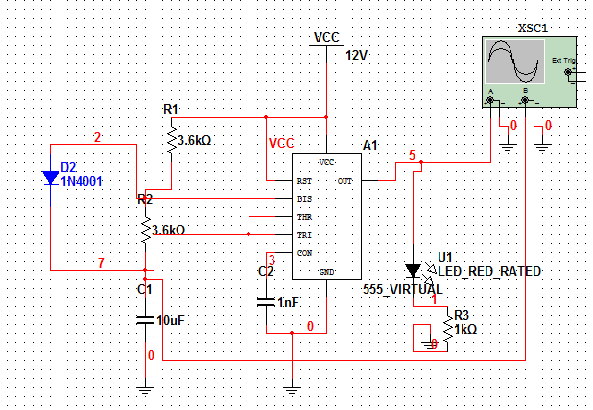 XSC1
VCC
12V
Ext Trig
+
A
B
+ -
+ -
R1
3.6kΩ
VCC
A1
0
0
2
D2
1N4001
VCC
5
RST
OUT
DIS
R2
THR
3.6kΩ
TRI
CON
7
3
C2
U1
LED_RED_RATED
C1
GND
555_VIRTUAL
1nF
1
10uF
0
R3
1kΩ
0
0